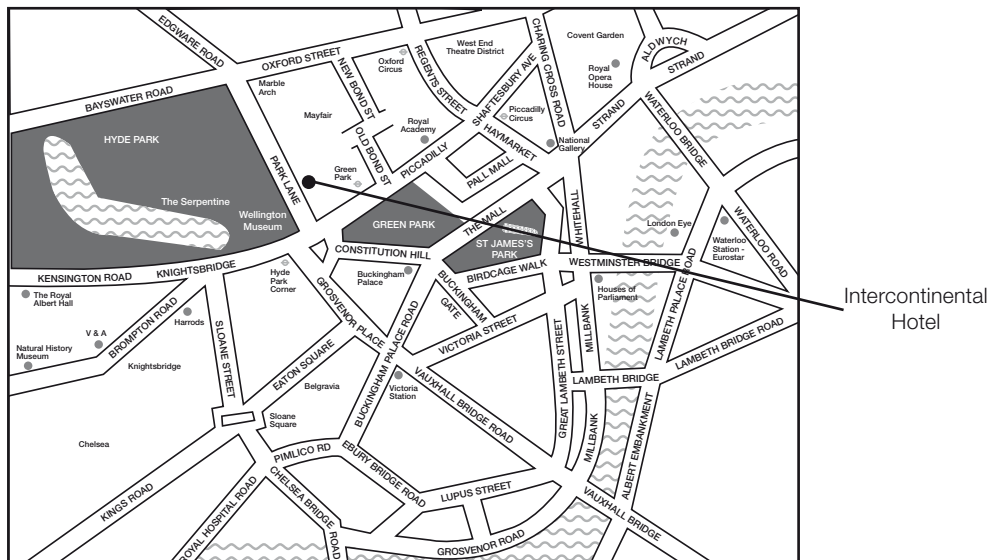 EDGWARE ROAD
OXFORD STREET
BAYSWATER ROAD
Marble
Arch
NEW BOND ST
Oxford
Circus
REGENTS STREET
West End
Theatre District
SHAFTESBURY AVE
CHARING CROSS ROAD
Covent Garden
Royal
Opera
House
ALDWYCH
STRAND
STRAND
WATERLOO BRIDGE
HYDE PARK
Mayfair
OLD BOND ST
Royal
Academy
Piccadilly
Circus
HAYMARKET
National
Gallery
PICCADILLY
PALL MALL
Green
Park
PARK LANE
The Serpentine
Wellington
Museum
GREEN PARK
THE MALL
ST JAMES'S
PARK
WHITEHALL
London Eye
Waterloo
Station -
Eurostar
WATERLOO ROAD
CONSTITUTION HILL
BIRDCAGE WALK
WESTMINSTER BRIDGE
KENSINGTON ROAD
KNIGHTSBRIDGE
Hyde
Park
Corner
Buckingham
Palace
BUCKINGHAM
GATE
Houses of
Parliament
LAMBETH PALACE ROAD
Intercontinental
Hotel
The Royal
Albert Hall
BROMPTON ROAD
Harrods
GROSVENOR PLACE
VICTORIA STREET
MILLBANK
LAMBETH BRIDGE ROAD
V & A
Natural History
Museum
Knightsbridge
SLOANE STREET
EATON SQUARE
BUCKINGHAM PALACE ROAD
Belgravia
Victoria
Station
VAUXHALL BRIDGE ROAD
GREAT LAMBETH STREET
LAMBETH BRIDGE
Sloane
Square
Chelsea
PIMLICO RD
EBURY BRIDGE ROAD
MILLBANK
ALBERT EMBANKMENT
KINGS ROAD
ROYAL HOSPITAL ROAD
CHELSEA BRIDGE
ROAD
LUPUS STREET
GROSVENOR ROAD
VAUXHALL BRIDGE